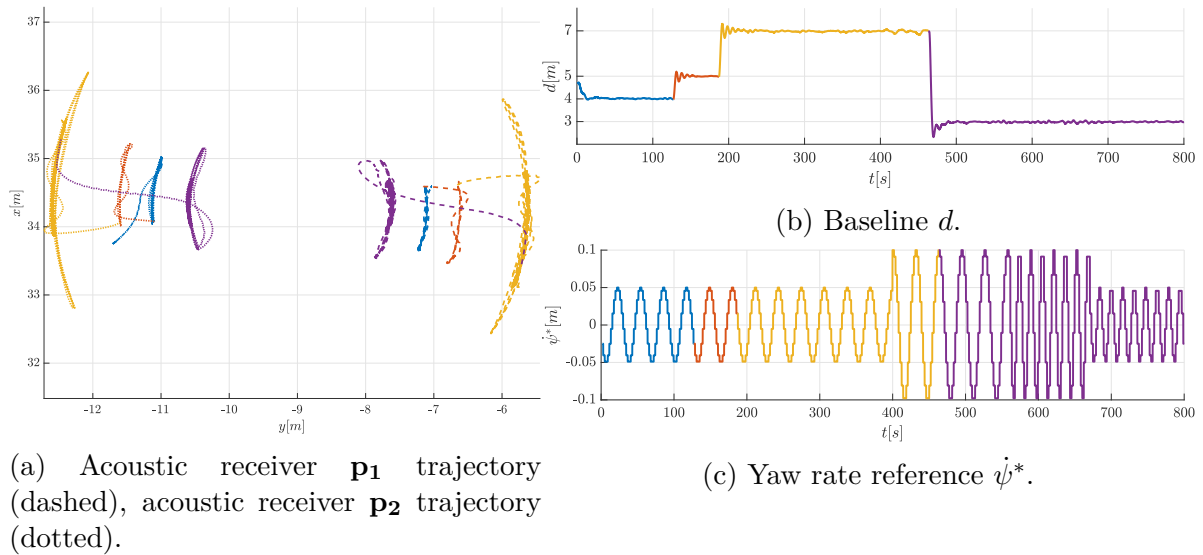 37
36
35
34
33
32
x[m]
-12
-11
-10
-9
-8
-7
-6
y[m]
(a) Acoustic receiver p₁ trajectory
(dashed), acoustic receiver p₂ trajectory
(dotted).
7
5
4
3
d[m]
0 100 200 300 400 500 600 700 800
t[s]
(b) Baseline d.
0.1
0.05
0
-0.05
-0.1
ψ̇*[m]
0 100 200 300 400 500 600 700 800
t[s]
(c) Yaw rate reference ψ̇*.